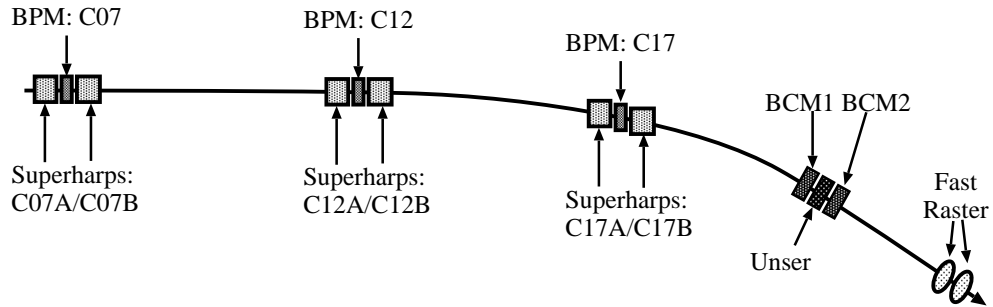 BPM: C07
BPM: C12
BPM: C17
BCM1 BCM2
Superharps:
C07A/C07B
Superharps:
C12A/C12B
Superharps:
C17A/C17B
Unser
Fast
Raster